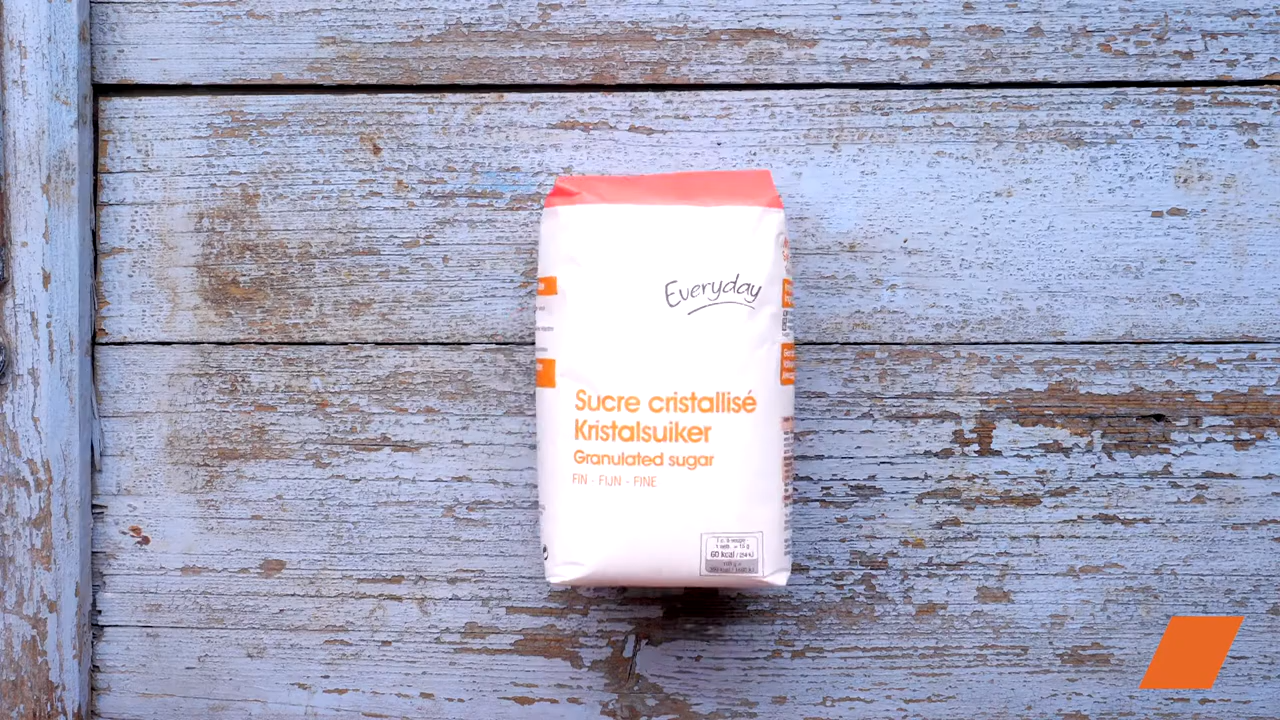 Everyday
Sucre cristallisé
Kristalsuiker
Granulated sugar
FIN - FIJN - FINE
60 kcal